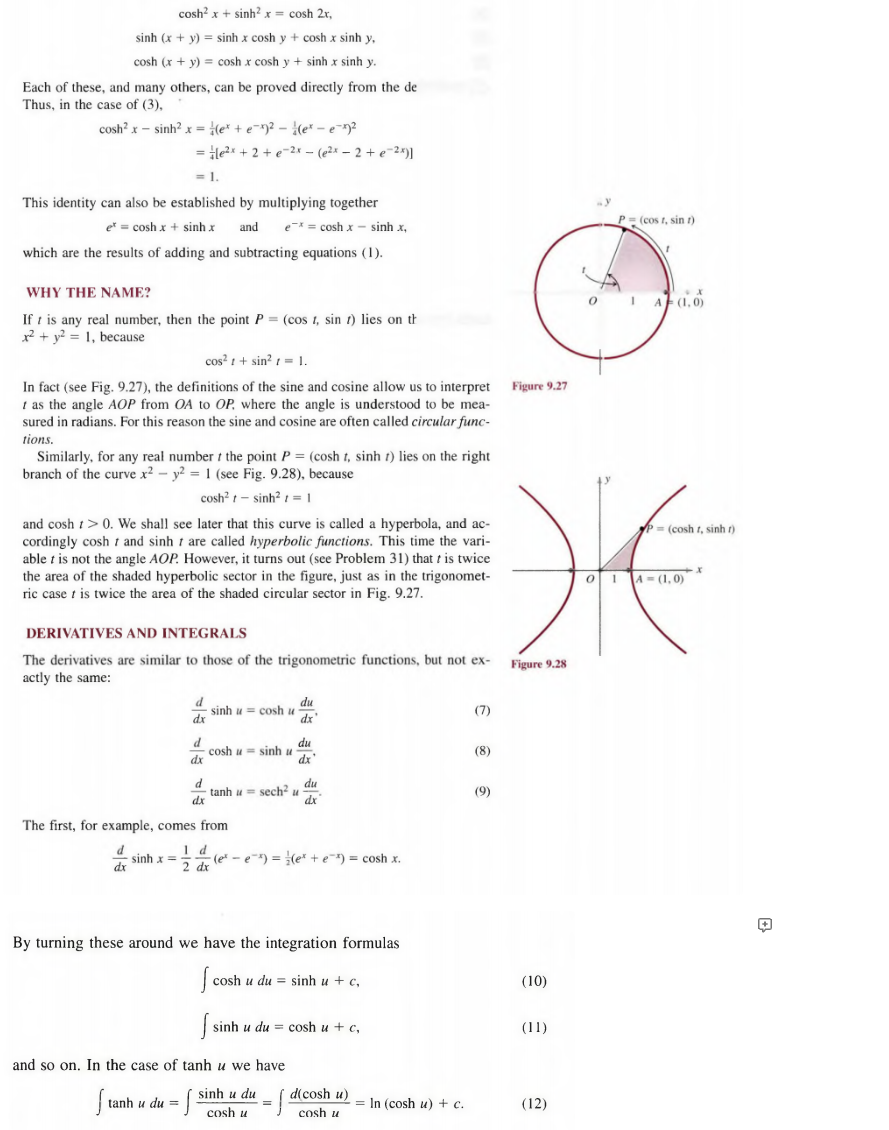 cosh² x + sinh² x = cosh 2x,
sinh (x + y) = sinh x cosh y + cosh x sinh y,
cosh (x + y) = cosh x cosh y + sinh x sinh y.
Each of these, and many others, can be proved directly from the de
Thus, in the case of (3),
cosh² x − sinh² x = ¼(eˣ + e⁻ˣ)² − ¼(eˣ − e⁻ˣ)²
= ¼[e²ˣ + 2 + e⁻²ˣ − (e²ˣ − 2 + e⁻²ˣ)]
= 1.
This identity can also be established by multiplying together
eˣ = cosh x + sinh x and e⁻ˣ = cosh x − sinh x,
which are the results of adding and subtracting equations (1).
WHY THE NAME?
If t is any real number, then the point P = (cos t, sin t) lies on th
x² + y² = 1, because
cos² t + sin² t = 1.
In fact (see Fig. 9.27), the definitions of the sine and cosine allow us to interpret
t as the angle AOP from OA to OP, where the angle is understood to be mea-
sured in radians. For this reason the sine and cosine are often called circular func-
tions.
Similarly, for any real number t the point P = (cosh t, sinh t) lies on the right
branch of the curve x² − y² = 1 (see Fig. 9.28), because
cosh² t − sinh² t = 1
and cosh t > 0. We shall see later that this curve is called a hyperbola, and ac-
cordingly cosh t and sinh t are called hyperbolic functions. This time the vari-
able t is not the angle AOP. However, it turns out (see Problem 31) that t is twice
the area of the shaded hyperbolic sector in the figure, just as in the trigonomet-
ric case t is twice the area of the shaded circular sector in Fig. 9.27.
DERIVATIVES AND INTEGRALS
The derivatives are similar to those of the trigonometric functions, but not ex-
actly the same:
d/dx sinh u = cosh u du/dx, (7)
d/dx cosh u = sinh u du/dx, (8)
d/dx tanh u = sech² u du/dx. (9)
The first, for example, comes from
d/dx sinh x = 1/2 d/dx (eˣ − e⁻ˣ) = ½(eˣ + e⁻ˣ) = cosh x.
y
P = (cos t, sin t)
t
t
x
O 1 A = (1, 0)
Figure 9.27
y
P = (cosh t, sinh t)
x
O 1 A = (1, 0)
Figure 9.28
By turning these around we have the integration formulas
∫ cosh u du = sinh u + c, (10)
∫ sinh u du = cosh u + c, (11)
and so on. In the case of tanh u we have
∫ tanh u du = ∫ sinh u du / cosh u = ∫ d(cosh u) / cosh u = ln (cosh u) + c. (12)